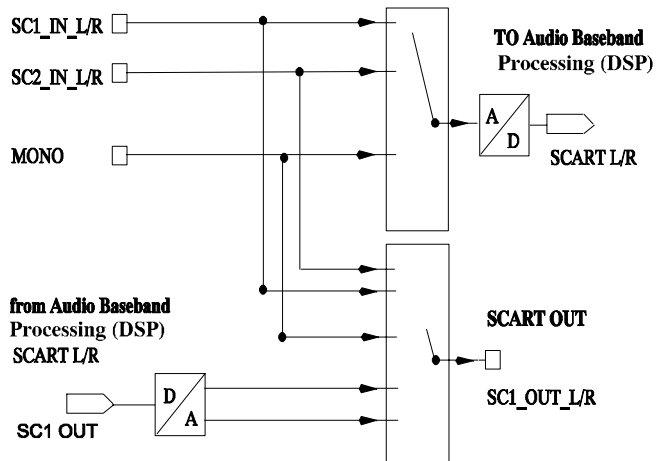 SC1_IN_L/R
SC2_IN_L/R
MONO
TO Audio Baseband
Processing (DSP)
A
D
SCART L/R
from Audio Baseband
Processing (DSP)
SCART L/R
D
A
SC1 OUT
SCART OUT
SC1_OUT_L/R